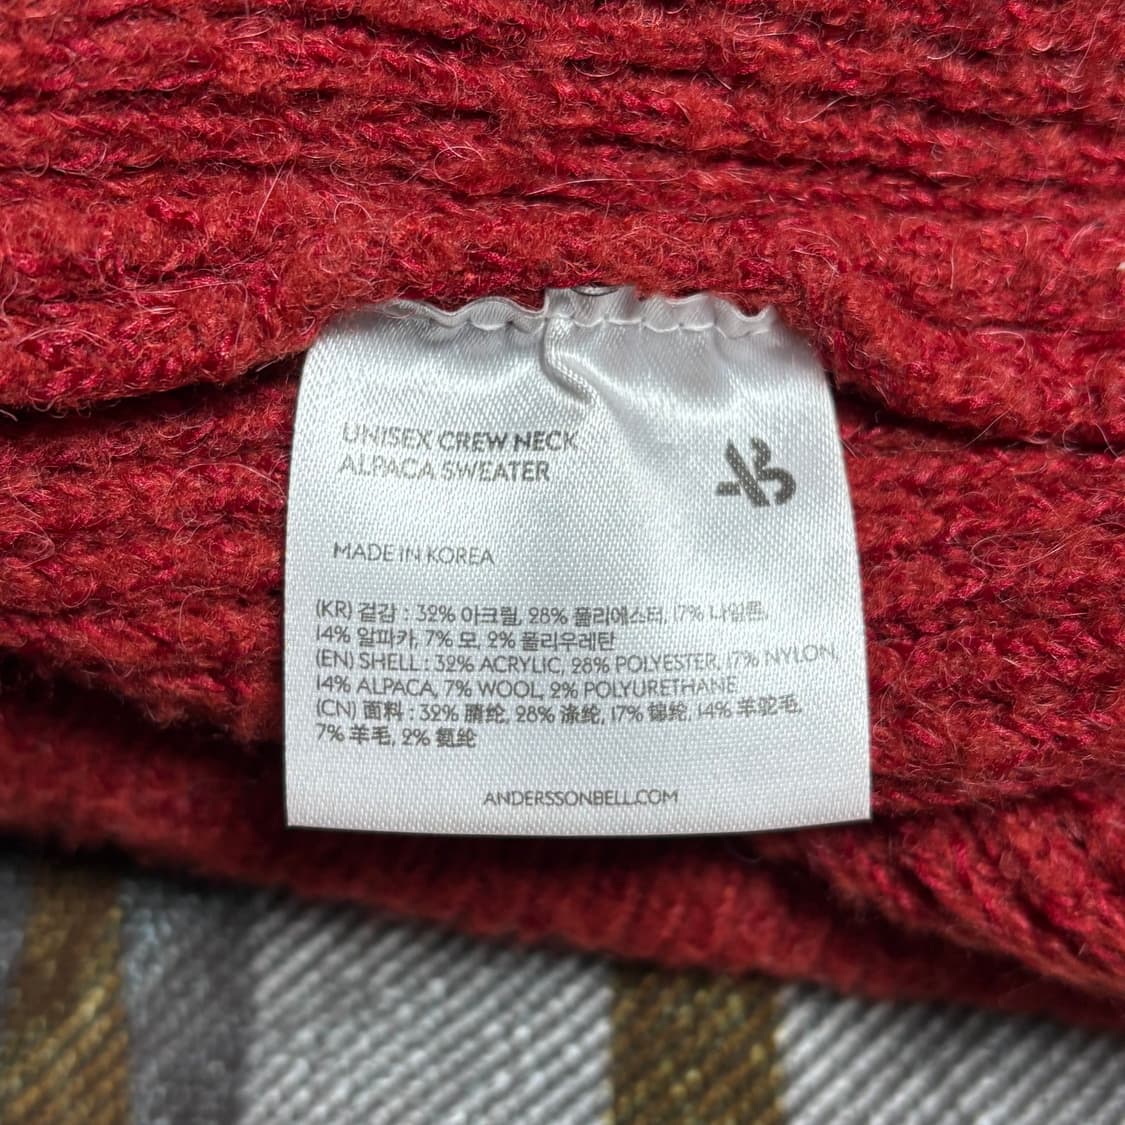 UNISEX CREW NECK
ALPACA SWEATER
MADE IN KOREA
(KR) 겉감 : 32% 아크릴, 28% 폴리에스터, 17% 나일론,
14% 알파카, 7% 모, 2% 폴리우레탄
(EN) SHELL : 32% ACRYLIC, 28% POLYESTER, 17% NYLON,
14% ALPACA, 7% WOOL, 2% POLYURETHANE
(CN) 面料 : 32% 腈纶, 28% 涤纶, 17% 锦纶, 14% 羊驼毛,
7% 羊毛, 2% 氨纶
ANDERSSONBELL.COM